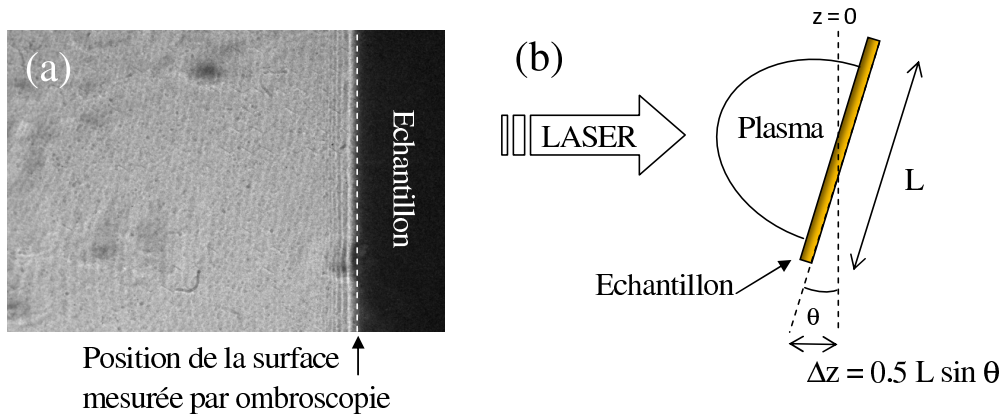 (a)
Echantillon
Position de la surface
mesurée par ombroscopie
z = 0
(b)
LASER
Plasma
L
Echantillon
θ
Δz = 0.5 L sin θ